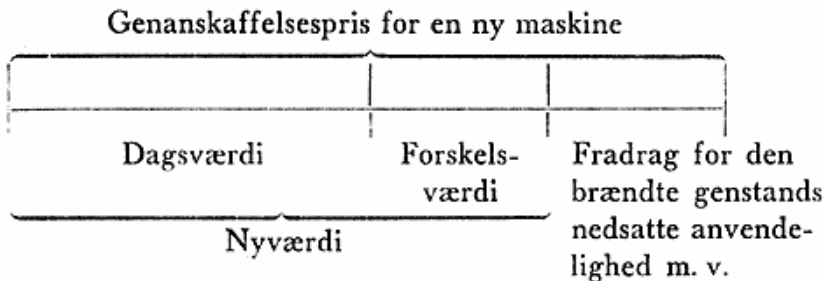 Genanskaffelsespris for en ny maskine
Dagsværdi
Forskels-
værdi
Fradrag for den
brændte genstands
nedsatte anvende-
lighed m. v.
Nyværdi